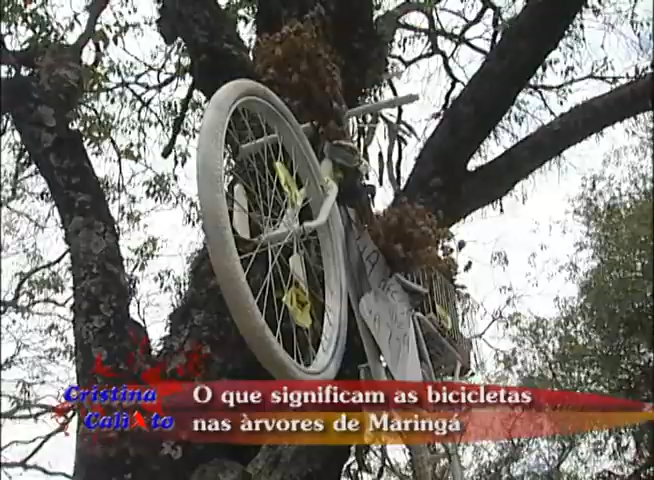 Cristina
Calixto
O que significam as bicicletas
nas àrvores de Maringá